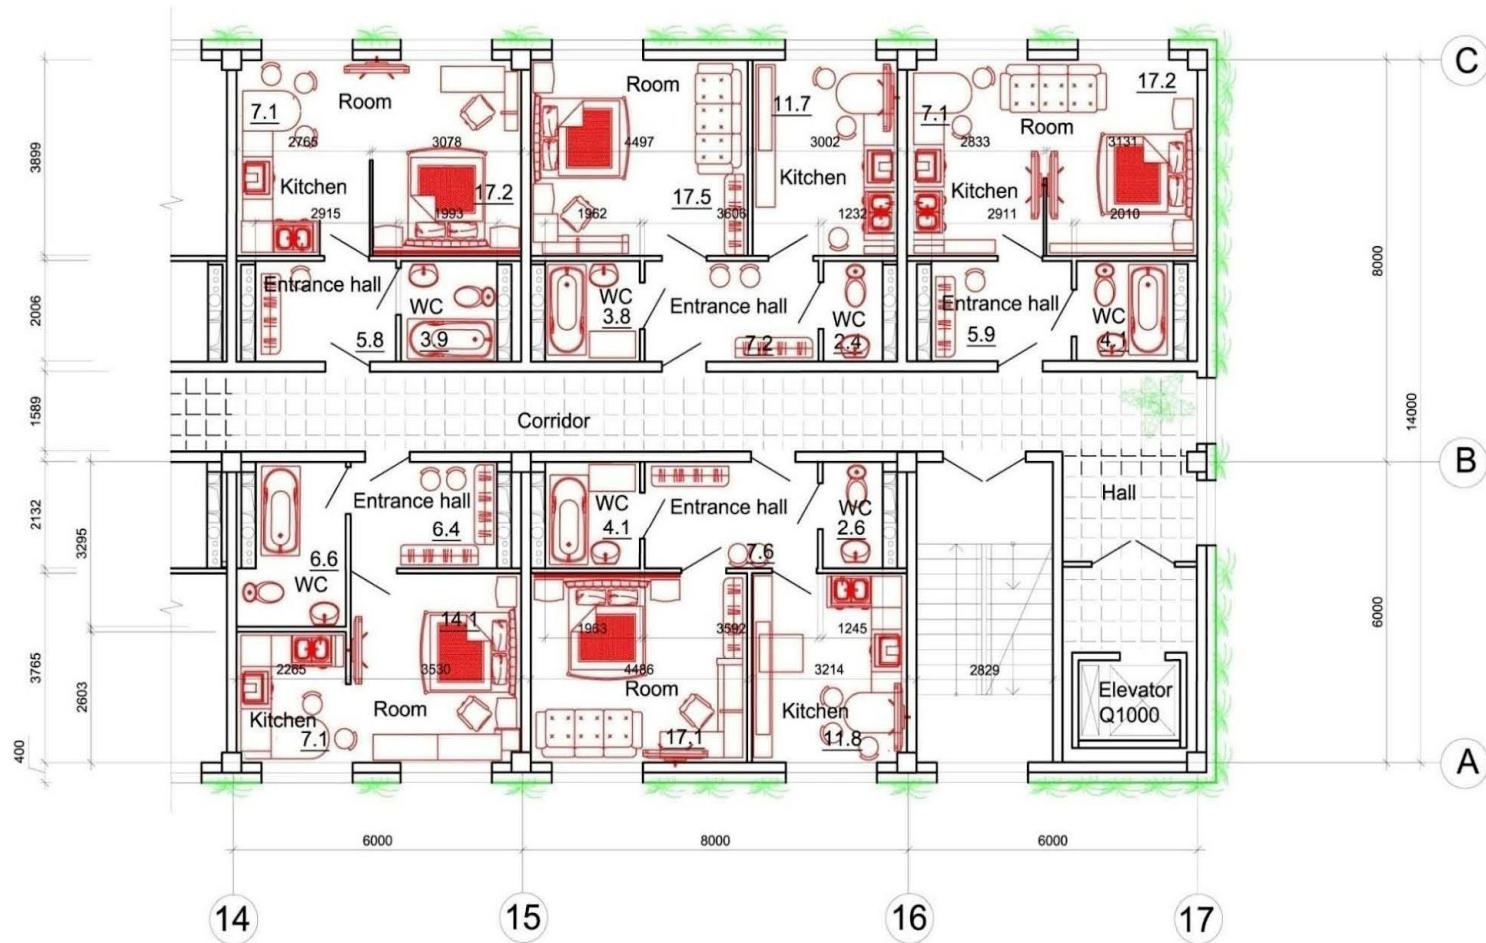 C
Room
17.2
7.1
2765
3078
Kitchen
17.2
2915
1993
Room
4497
17.5
1962
3606
11.7
3002
Kitchen
1232
7.1
Room
2833
3131
Kitchen
2911
2010
3899
2006
1589
2132
3295
3765
2603
400
8000
14000
6000
Entrance hall
WC
5.8
3.9
WC
3.8
Entrance hall
7.2
WC
2.4
Entrance hall
5.9
4.1
Corridor
B
Hall
Entrance hall
6.4
6.6
WC
WC
4.1
Entrance hall
7.6
WC
2.6
14.1
2265
3530
Kitchen
7.1
Room
1963
3592
4486
Room
17.1
1245
3214
Kitchen
11.8
2829
Elevator
Q1000
A
6000
8000
6000
14
15
16
17